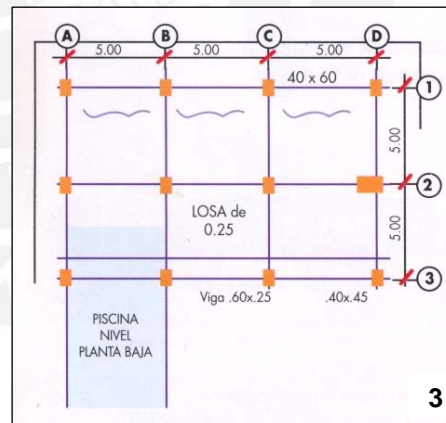 A B C D
5.00 5.00 5.00
40 x 60
1
5.00
2
LOSA de
0.25
5.00
3
Viga .60x.25 .40x.45
PISCINA
NIVEL
PLANTA BAJA
3